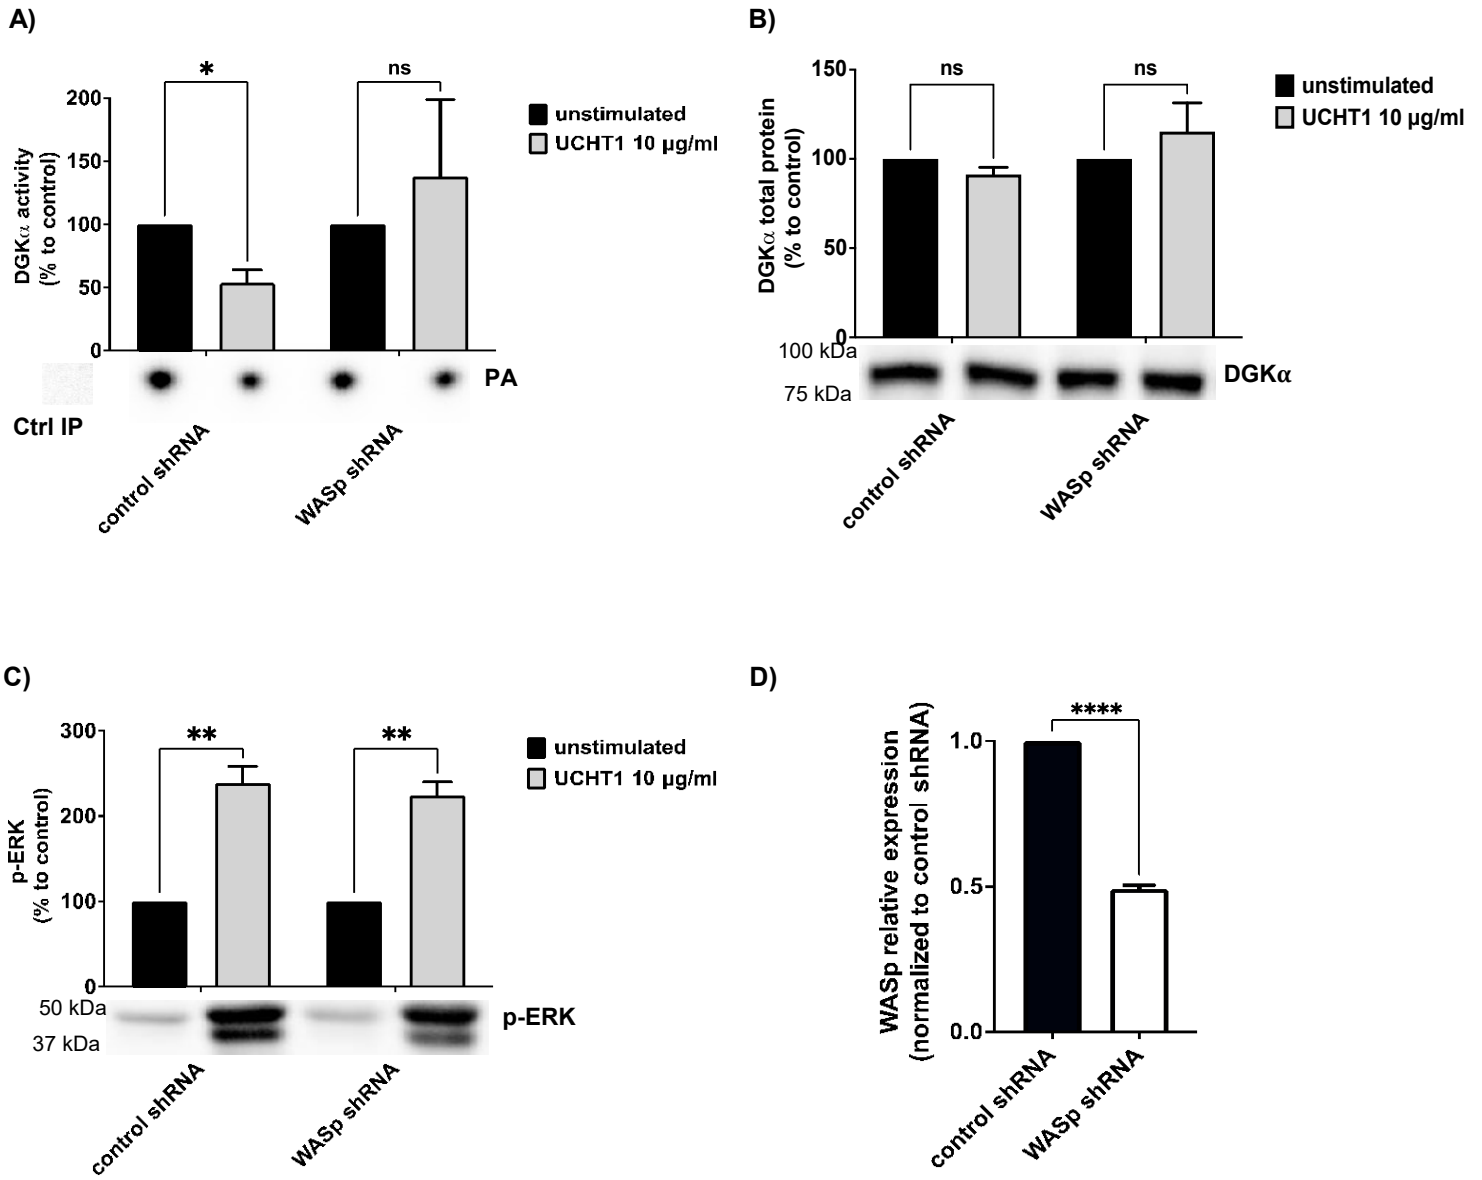 A)
*
ns
200
150
100
50
0
DGKα activity
(% to control)
unstimulated
UCHT1 10 µg/ml
PA
Ctrl IP
control shRNA
WASp shRNA
B)
ns
ns
150
100
50
0
DGKα total protein
(% to control)
unstimulated
UCHT1 10 µg/ml
100 kDa
75 kDa
DGKα
control shRNA
WASp shRNA
C)
**
**
300
200
100
0
p-ERK
(% to control)
unstimulated
UCHT1 10 µg/ml
50 kDa
37 kDa
p-ERK
control shRNA
WASp shRNA
D)
****
1.0
0.5
0.0
WASp relative expression
(normalized to control shRNA)
control shRNA
WASp shRNA